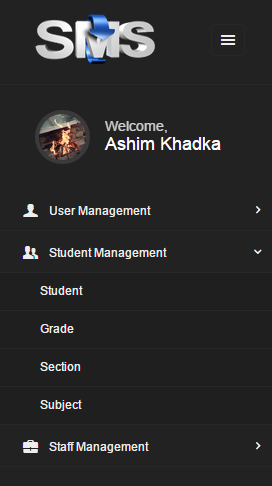 SMS
Welcome,
Ashim Khadka
User Management
Student Management
Student
Grade
Section
Subject
Staff Management